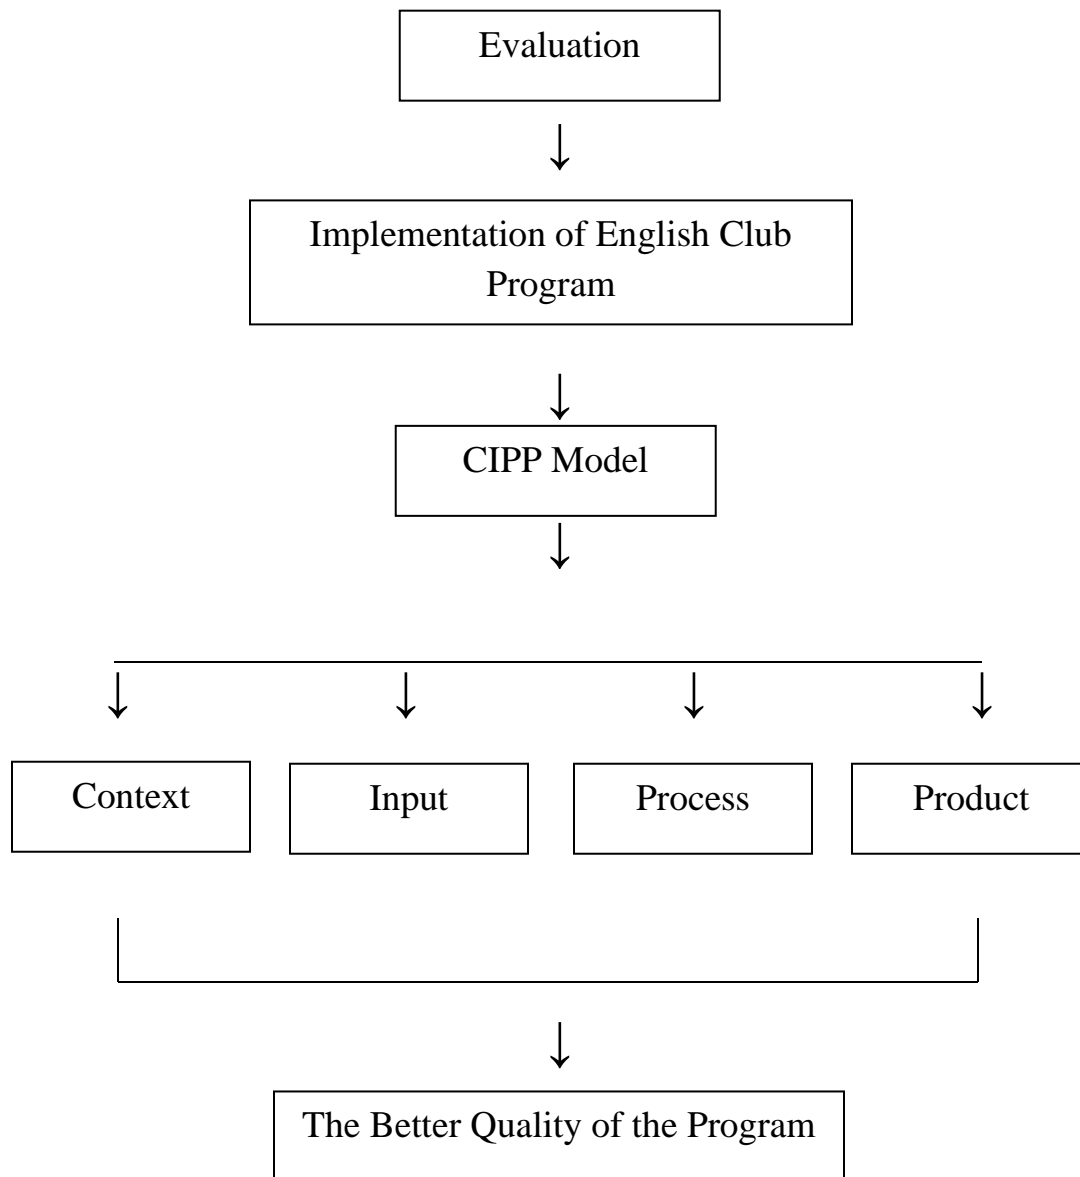 Evaluation
Implementation of English Club
Program
CIPP Model
Context
Input
Process
Product
The Better Quality of the Program